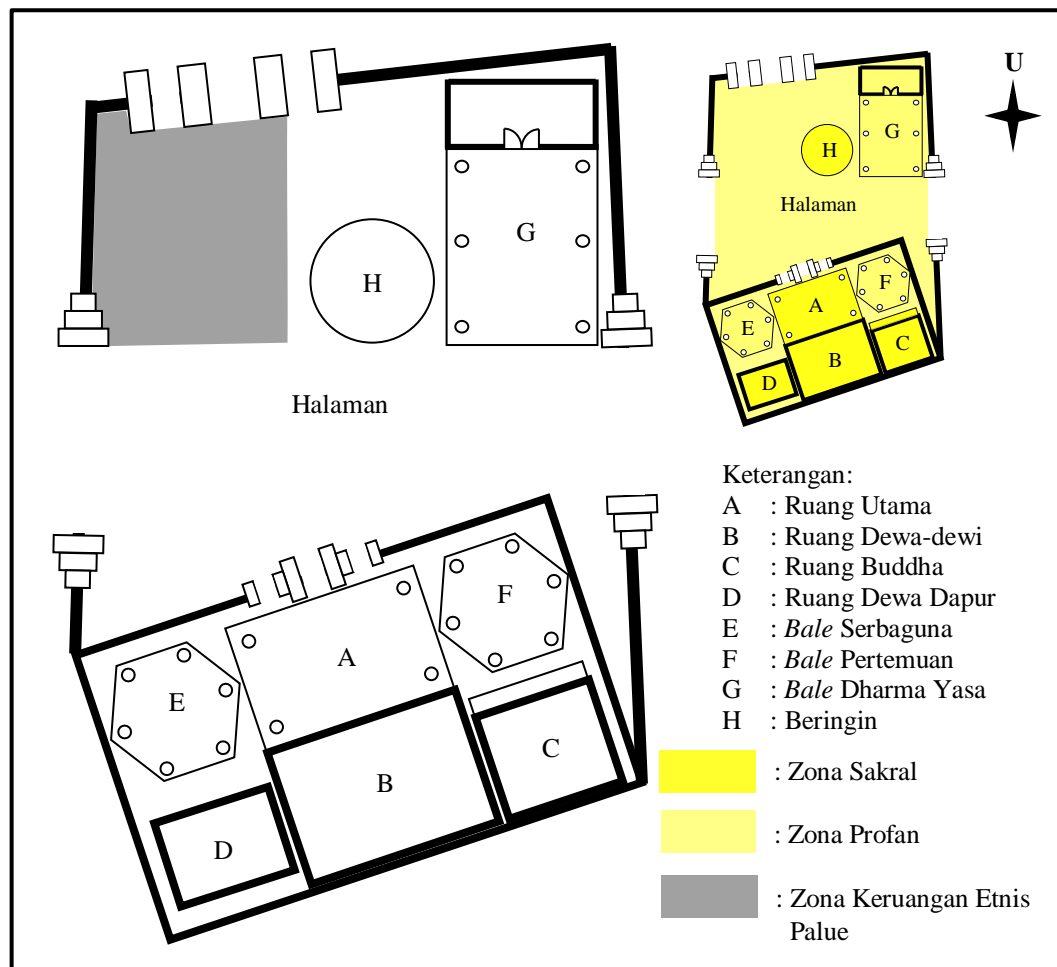 U
G
H
Halaman
F
A
E
C
B
D
G
H
Halaman
F
A
E
C
B
D
Keterangan:
A : Ruang Utama
B : Ruang Dewa-dewi
C : Ruang Buddha
D : Ruang Dewa Dapur
E : Bale Serbaguna
F : Bale Pertemuan
G : Bale Dharma Yasa
H : Beringin
: Zona Sakral
: Zona Profan
: Zona Keruangan Etnis
Palue